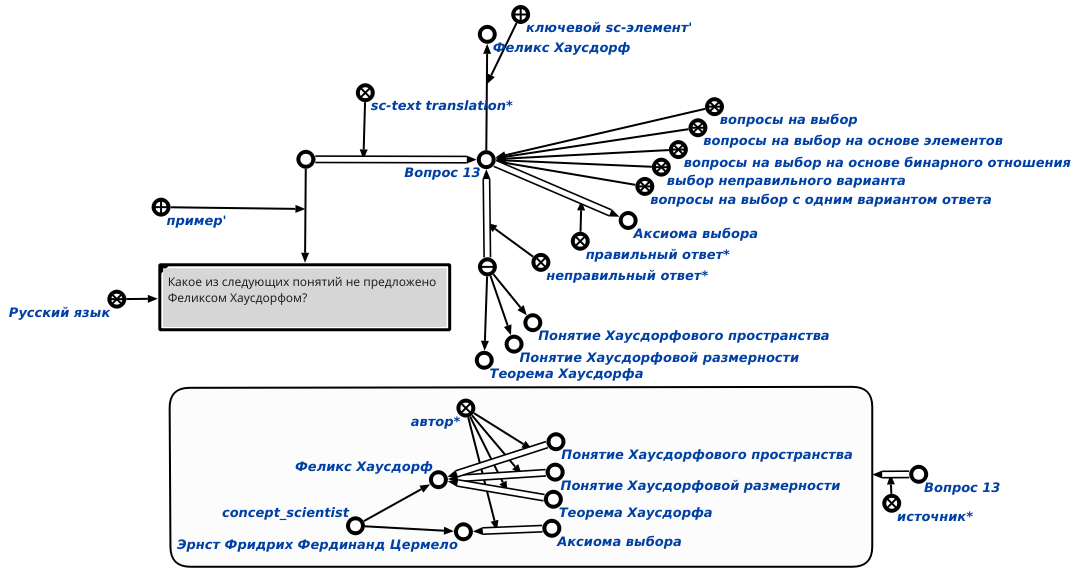 ключевой sc-элемент'
Феликс Хаусдорф
sc-text translation*
вопросы на выбор
вопросы на выбор на основе элементов
вопросы на выбор на основе бинарного отношения
выбор неправильного варианта
вопросы на выбор с одним вариантом ответа
Вопрос 13
пример'
Аксиома выбора
правильный ответ*
неправильный ответ*
Какое из следующих понятий не предложено
Феликсом Хаусдорфом?
Русский язык
Понятие Хаусдорфового пространства
Понятие Хаусдорфовой размерности
Теорема Хаусдорфа
автор*
Понятие Хаусдорфового пространства
Феликс Хаусдорф
Понятие Хаусдорфовой размерности
Вопрос 13
concept_scientist
Теорема Хаусдорфа
источник*
Эрнст Фридрих Фердинанд Цермело
Аксиома выбора